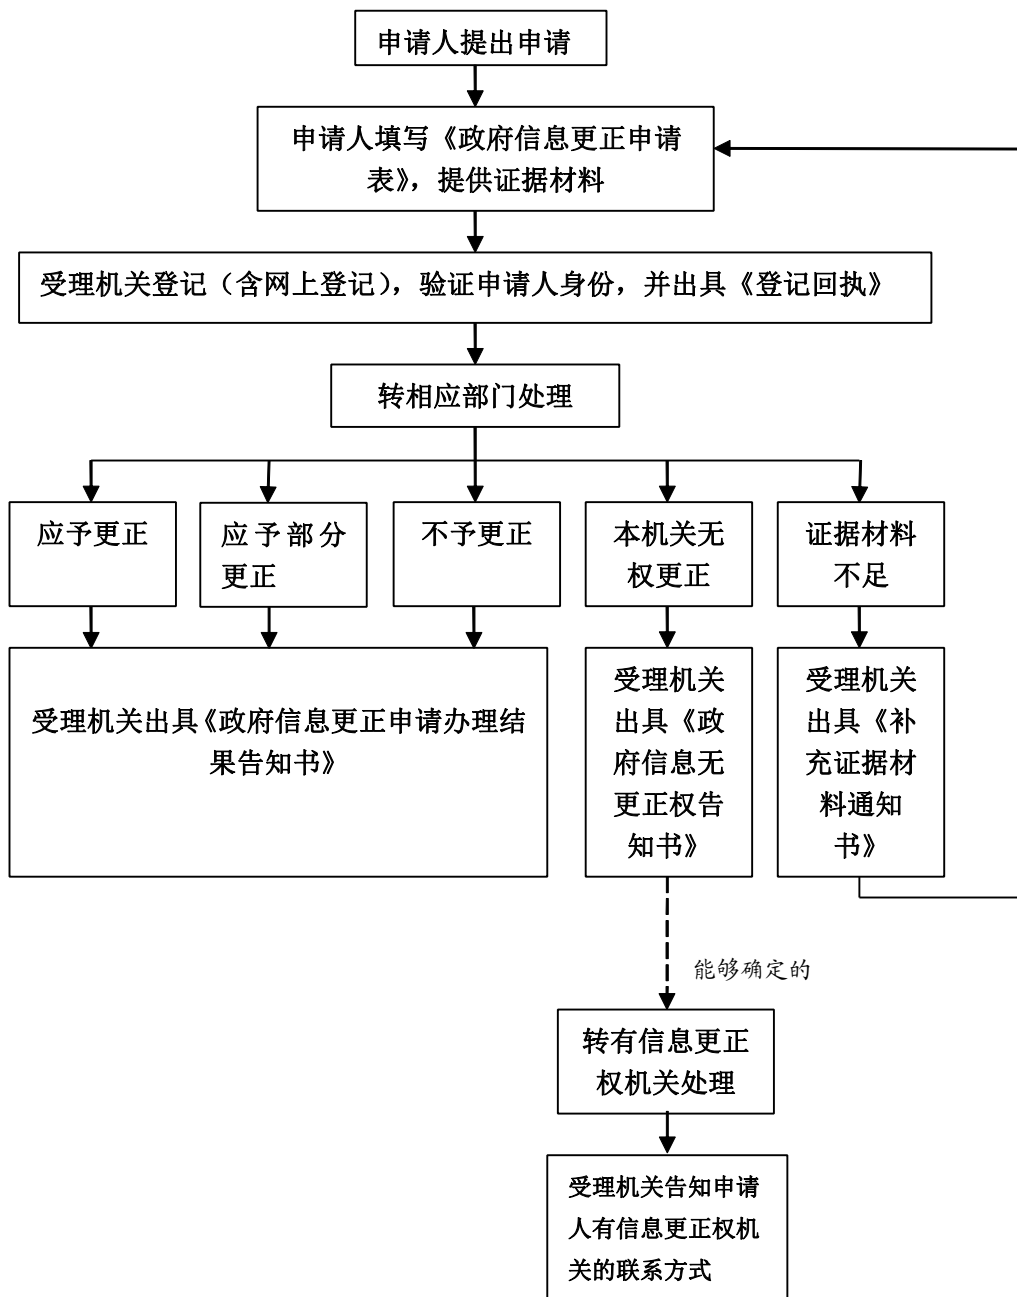 申请人提出申请
申请人填写《政府信息更正申请
表》，提供证据材料
受理机关登记（含网上登记），验证申请人身份，并出具《登记回执》
转相应部门处理
应予更正
应予部分
更正
不予更正
本机关无
权更正
证据材料
不足
受理机关出具《政府信息更正申请办理结
果告知书》
受理机关
出具《政
府信息无
更正权告
知书》
受理机关
出具《补
充证据材
料通知
书》
能够确定的
转有信息更正
权机关处理
受理机关告知申请
人有信息更正权机
关的联系方式